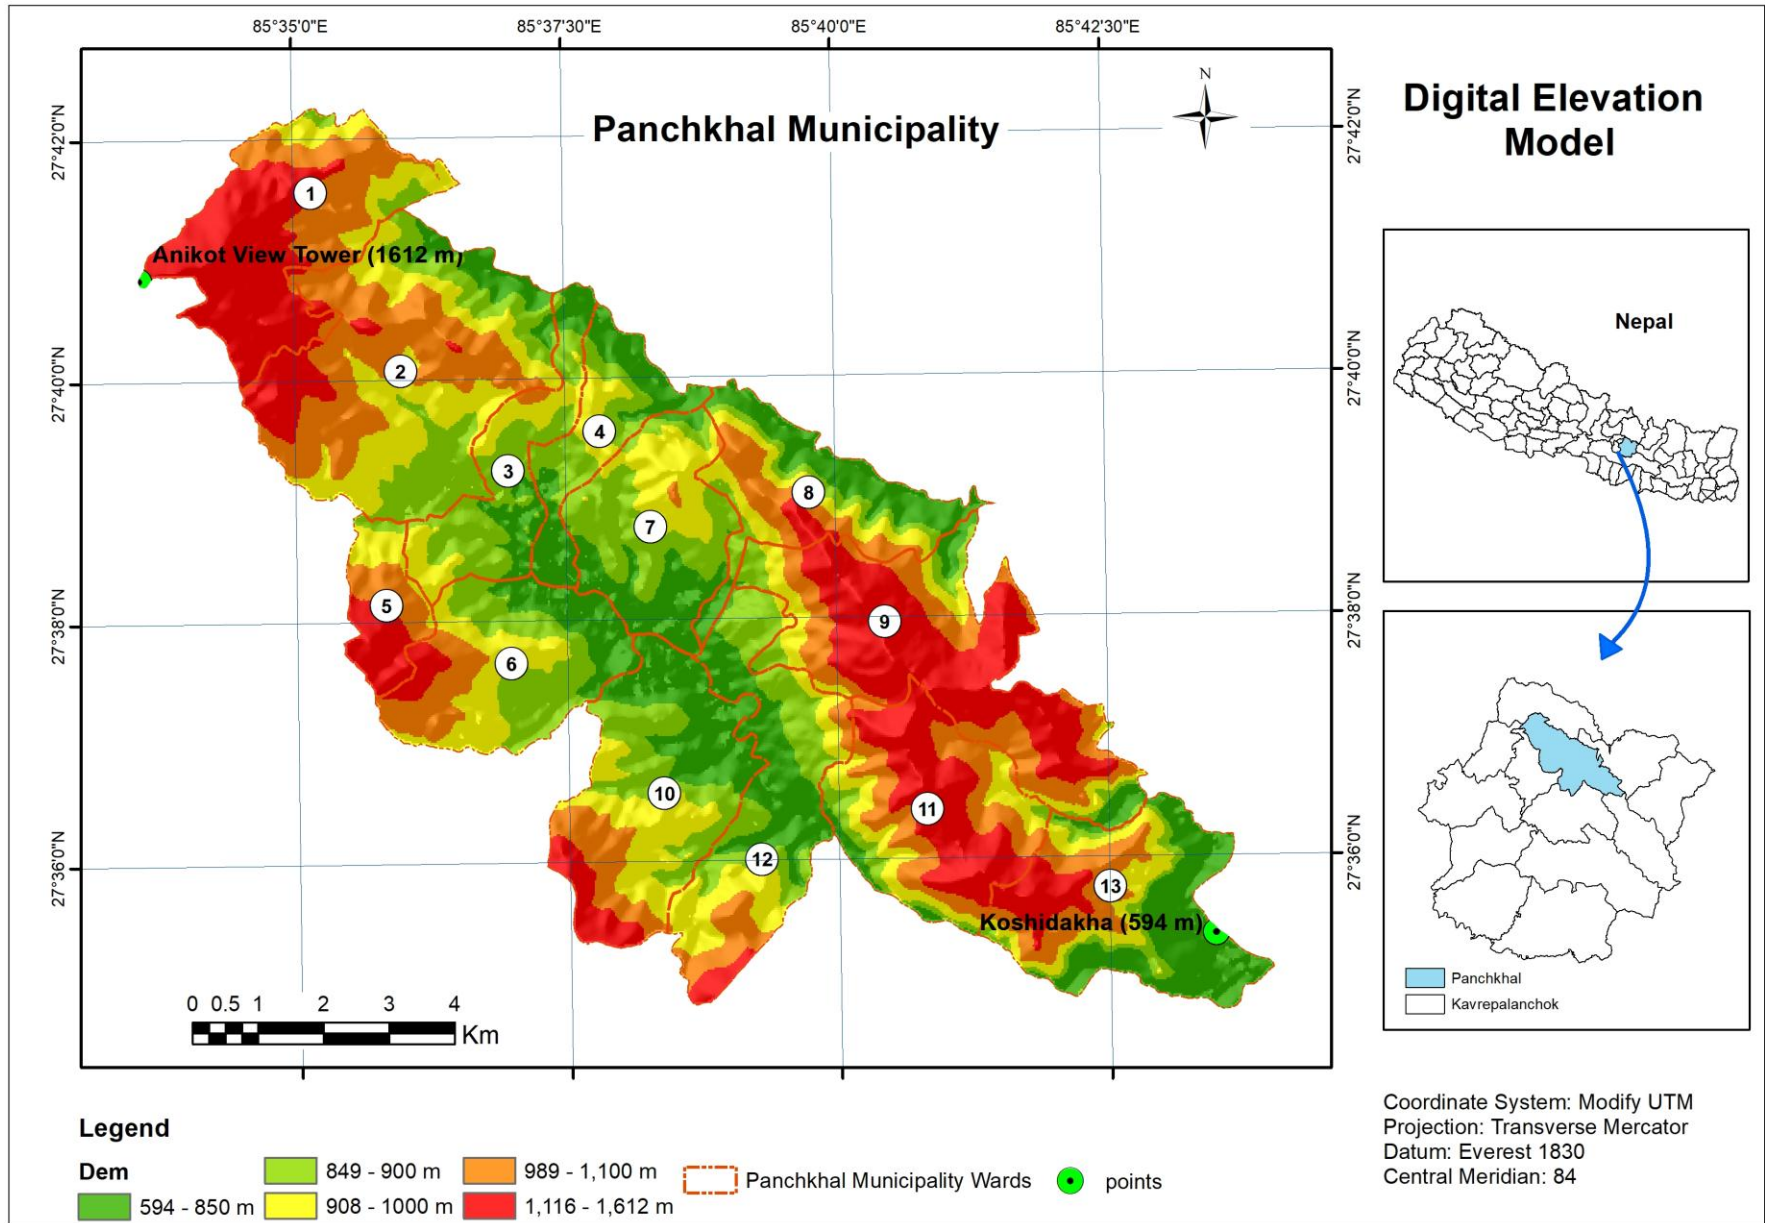 85°35'0"E
85°37'30"E
85°40'0"E
85°42'30"E
Panchkhal Municipality
N
Digital Elevation
Model
27°42'0"N
27°42'0"N
1
Anikot View Tower (1612 m)
Nepal
27°40'0"N
27°40'0"N
2
4
3
8
7
5
9
27°38'0"N
27°38'0"N
6
10
11
12
13
27°36'0"N
27°36'0"N
Koshidakha (594 m)
Panchkhal
Kavrepalanchok
0 0.5 1 2 3 4
Km
Coordinate System: Modify UTM
Projection: Transverse Mercator
Datum: Everest 1830
Central Meridian: 84
Legend
Dem
594 - 850 m
849 - 900 m
908 - 1000 m
989 - 1,100 m
1,116 - 1,612 m
Panchkhal Municipality Wards
points